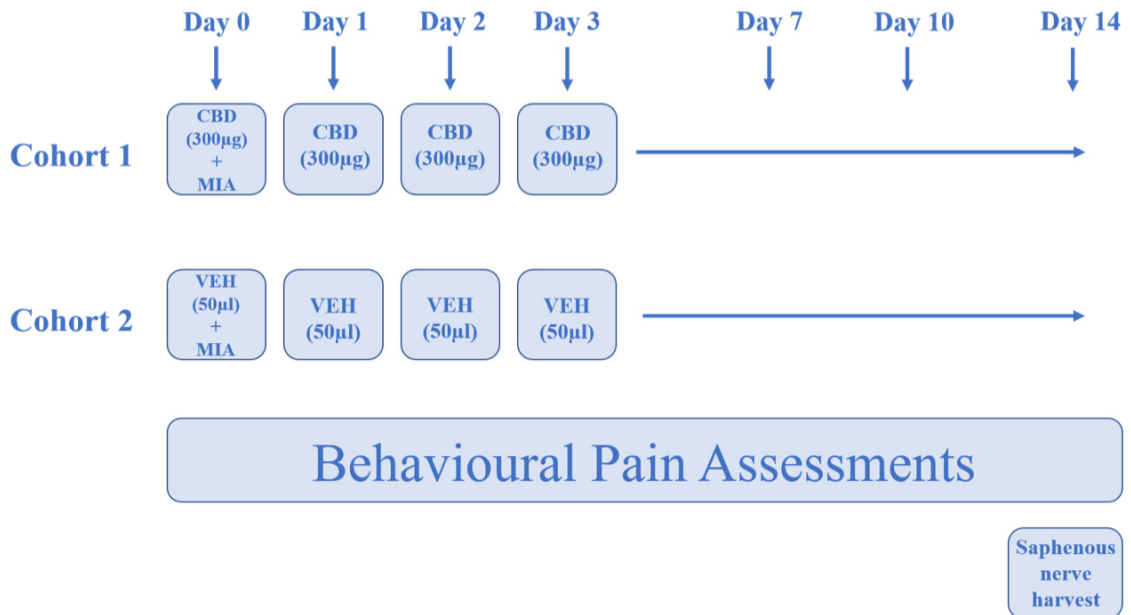 Day 0 Day 1 Day 2 Day 3 Day 7 Day 10 Day 14
Cohort 1
CBD
(300μg)
+
MIA
CBD
(300μg)
CBD
(300μg)
CBD
(300μg)
Cohort 2
VEH
(50μl)
+
MIA
VEH
(50μl)
VEH
(50μl)
VEH
(50μl)
Behavioural Pain Assessments
Saphenous
nerve
harvest